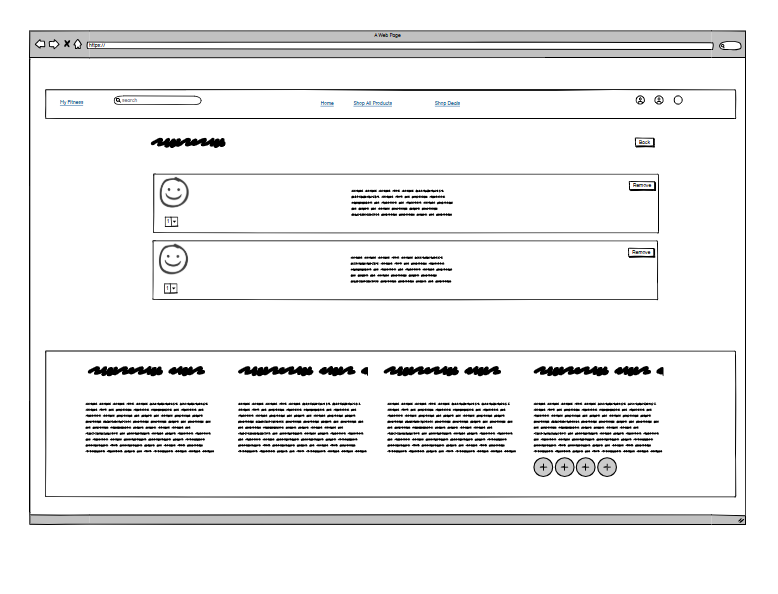 A Web Page
https://
My Fitness
search
Home
Shop All Products
Shop Deals
Back
Remove
1
Remove
1